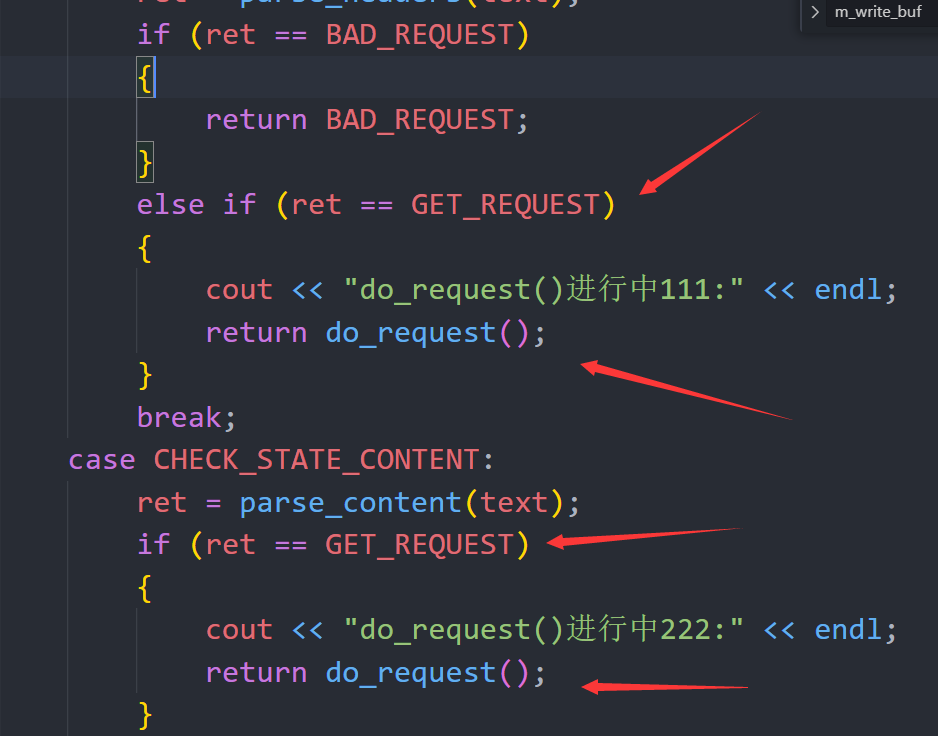 ret = parse_headers(text);
m_write_buf
if (ret == BAD_REQUEST)
{
return BAD_REQUEST;
}
else if (ret == GET_REQUEST)
{
cout << "do_request()进行中111:" << endl;
return do_request();
}
break;
case CHECK_STATE_CONTENT:
ret = parse_content(text);
if (ret == GET_REQUEST)
{
cout << "do_request()进行中222:" << endl;
return do_request();
}